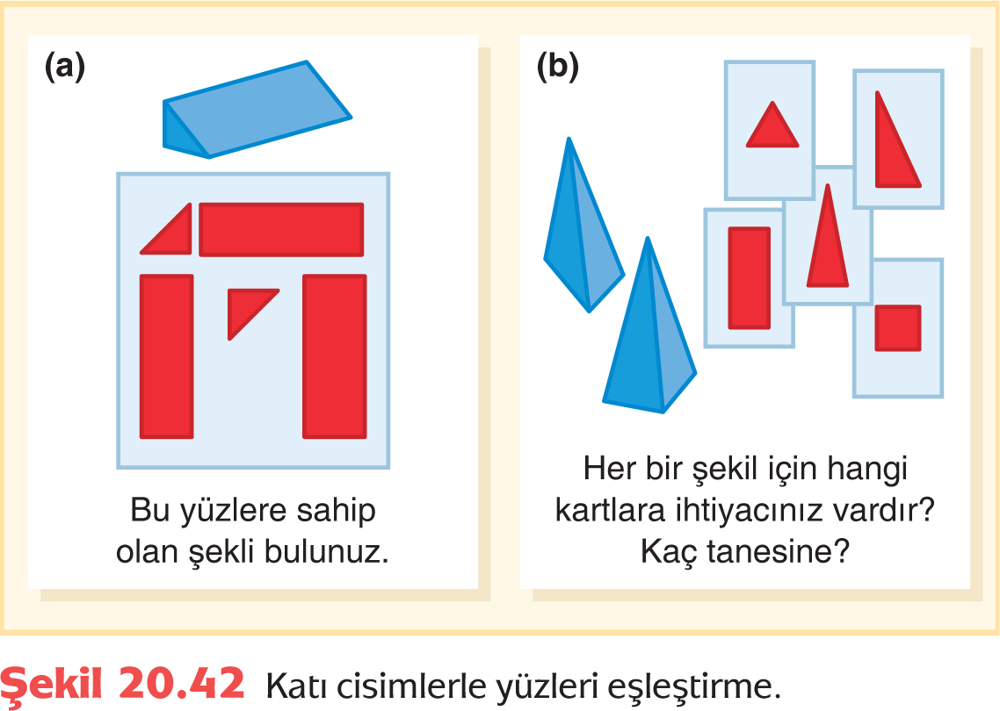 (a)
Bu yüzlere sahip
olan şekli bulunuz.
(b)
Her bir şekil için hangi
kartlara ihtiyacınız vardır?
Kaç tanesine?
Şekil 20.42 Katı cisimlerle yüzleri eşleştirme.